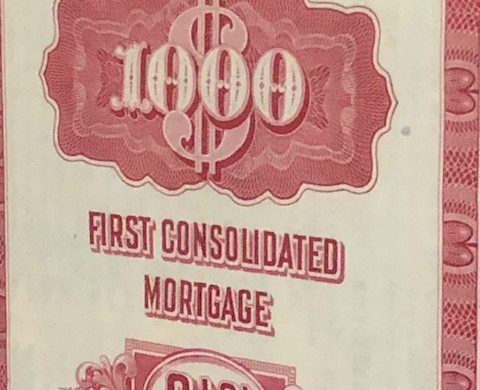 $1000
FIRST CONSOLIDATED
MORTGAGE